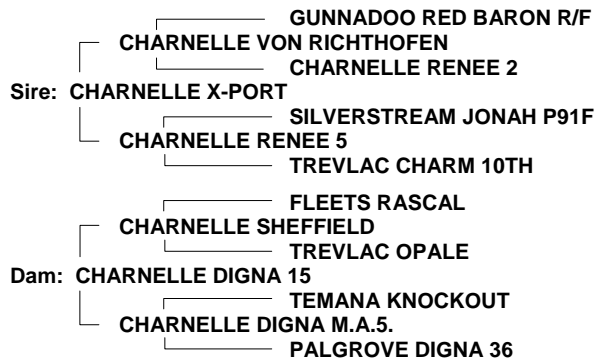 GUNNADOO RED BARON R/F
CHARNELLE VON RICHTHOFEN
CHARNELLE RENEE 2
Sire: CHARNELLE X-PORT
SILVERSTREAM JONAH P91F
CHARNELLE RENEE 5
TREVLAC CHARM 10TH
FLEETS RASCAL
CHARNELLE SHEFFIELD
TREVLAC OPALE
Dam: CHARNELLE DIGNA 15
TEMANA KNOCKOUT
CHARNELLE DIGNA M.A.5.
PALGROVE DIGNA 36